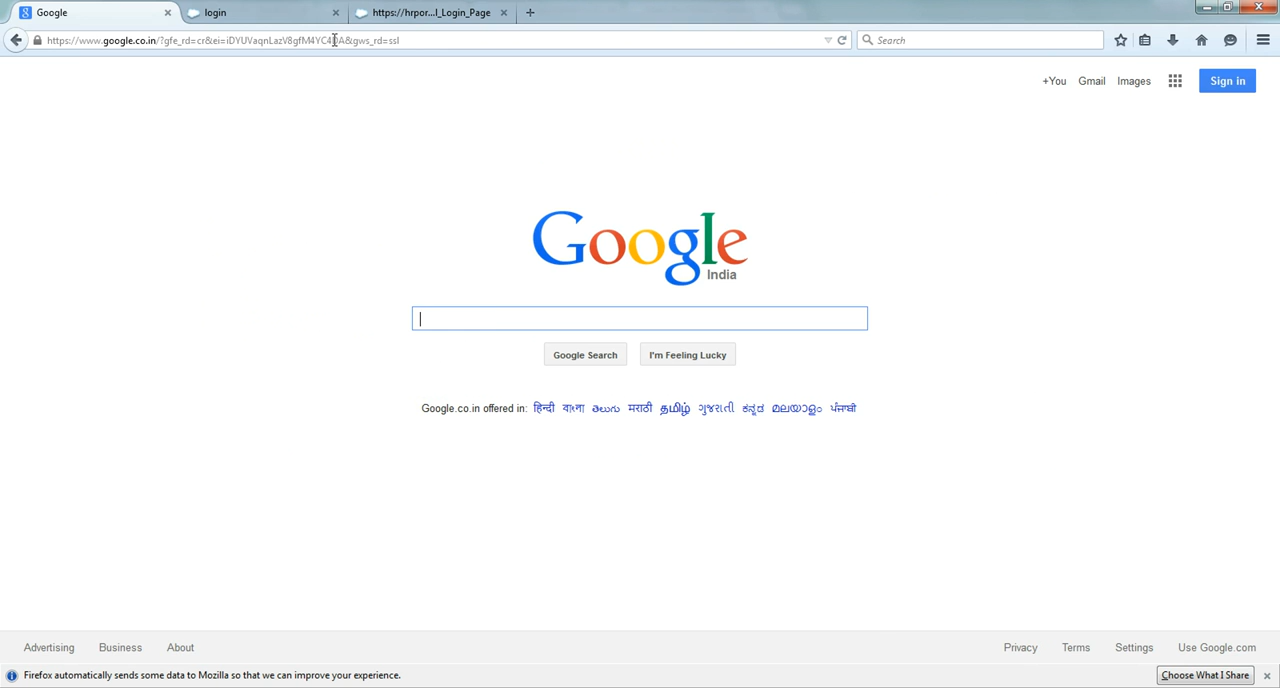 Google
login
https://hrpor...l_Login_Page
https://www.google.co.in/?gfe_rd=cr&ei=iDYUVaqnLazV8gfM4YC4DA&gws_rd=ssl
Search
+You Gmail Images Sign in
Google
India
Google Search I'm Feeling Lucky
Google.co.in offered in: हिन्दी বাংলা తెలుగు मराठी தமிழ் ગુજરાતી ಕನ್ನಡ മലയാളം ਪੰਜਾਬੀ
Advertising Business About Privacy Terms Settings Use Google.com
Firefox automatically sends some data to Mozilla so that we can improve your experience. Choose What I Share